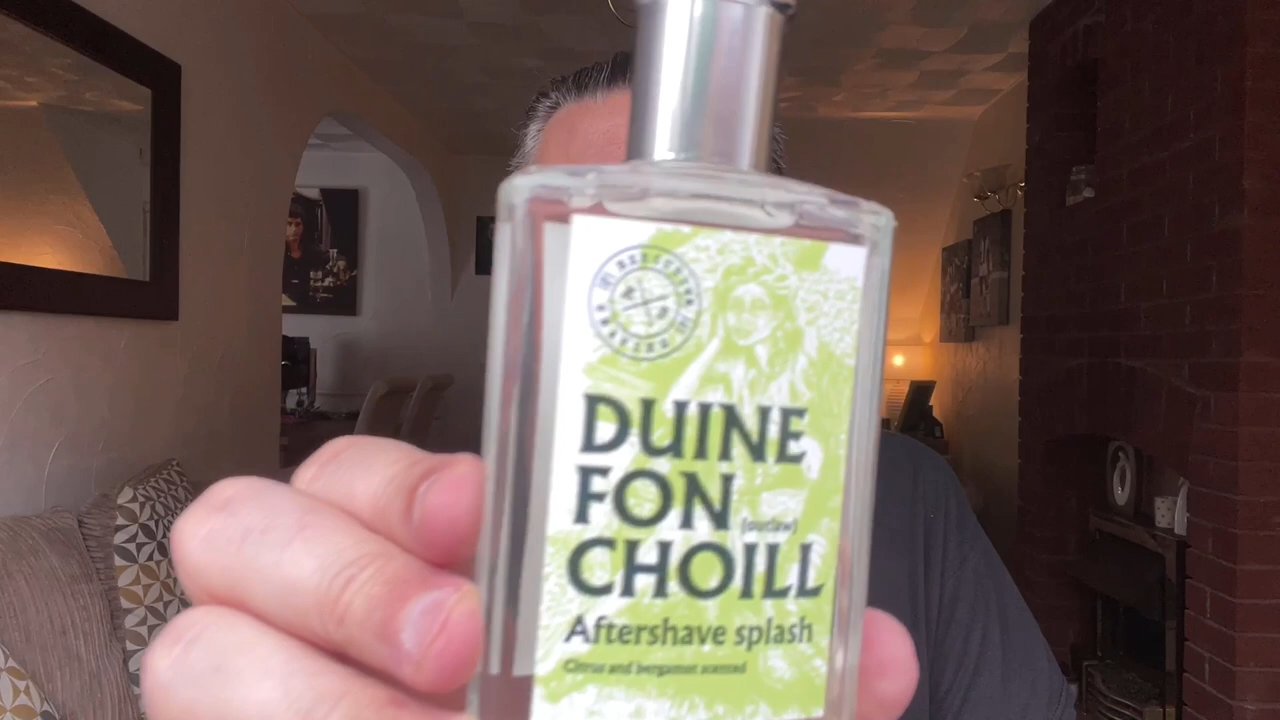 DUINE
FON
(outlaw)
CHOILL
Aftershave splash
Citrus and bergamot scented